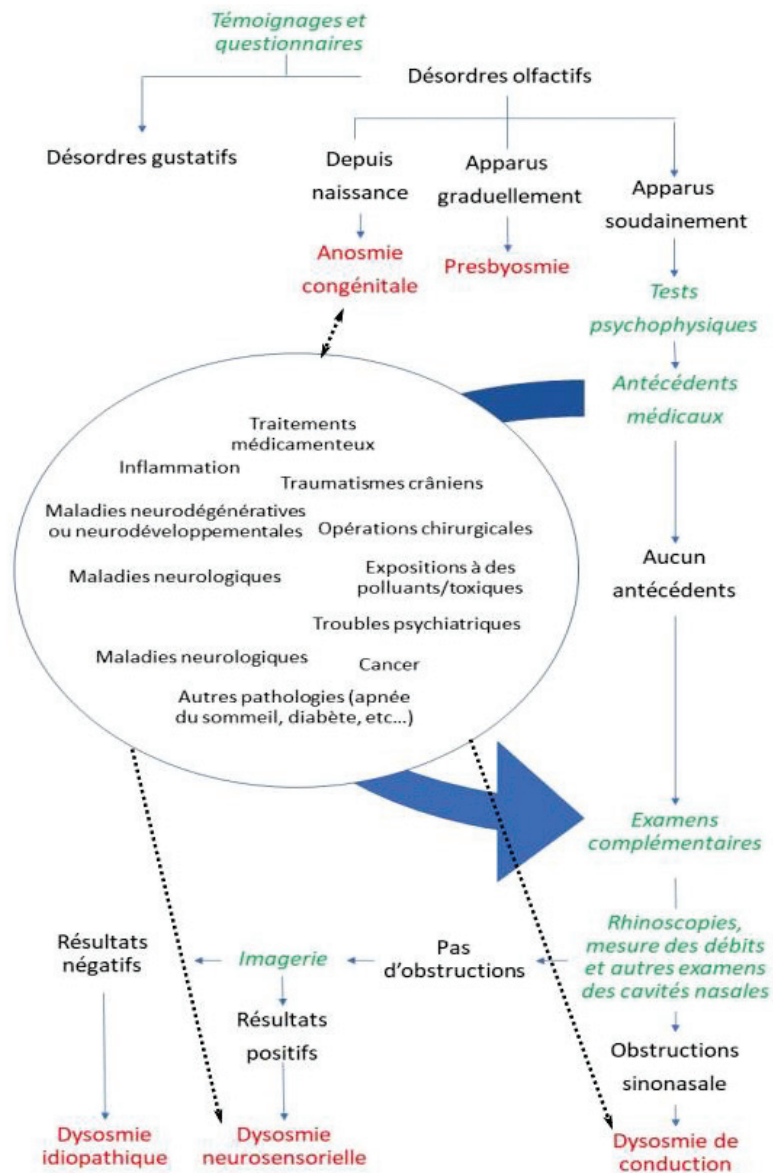 Témoignages et
questionnaires
Désordres olfactifs
Désordres gustatifs
Depuis
naissance
Apparus
graduellement
Apparus
soudainement
Anosmie
congénitale
Presbyosmie
Tests
psychophysiques
Antécédents
médicaux
Traitements
médicamenteux
Inflammation
Traumatismes crâniens
Maladies neurodégénératives
ou neurodéveloppementales
Opérations chirurgicales
Maladies neurologiques
Expositions à des
polluants/toxiques
Troubles psychiatriques
Maladies neurologiques
Cancer
Autres pathologies (apnée
du sommeil, diabète, etc...)
Aucun
antécédents
Examens
complémentaires
Rhinoscopies,
mesure des débits
et autres examens
des cavités nasales
Pas
d'obstructions
Imagerie
Résultats
négatifs
Résultats
positifs
Obstructions
sinonasale
Dysosmie
idiopathique
Dysosmie
neurosensorielle
Dysosmie de
conduction